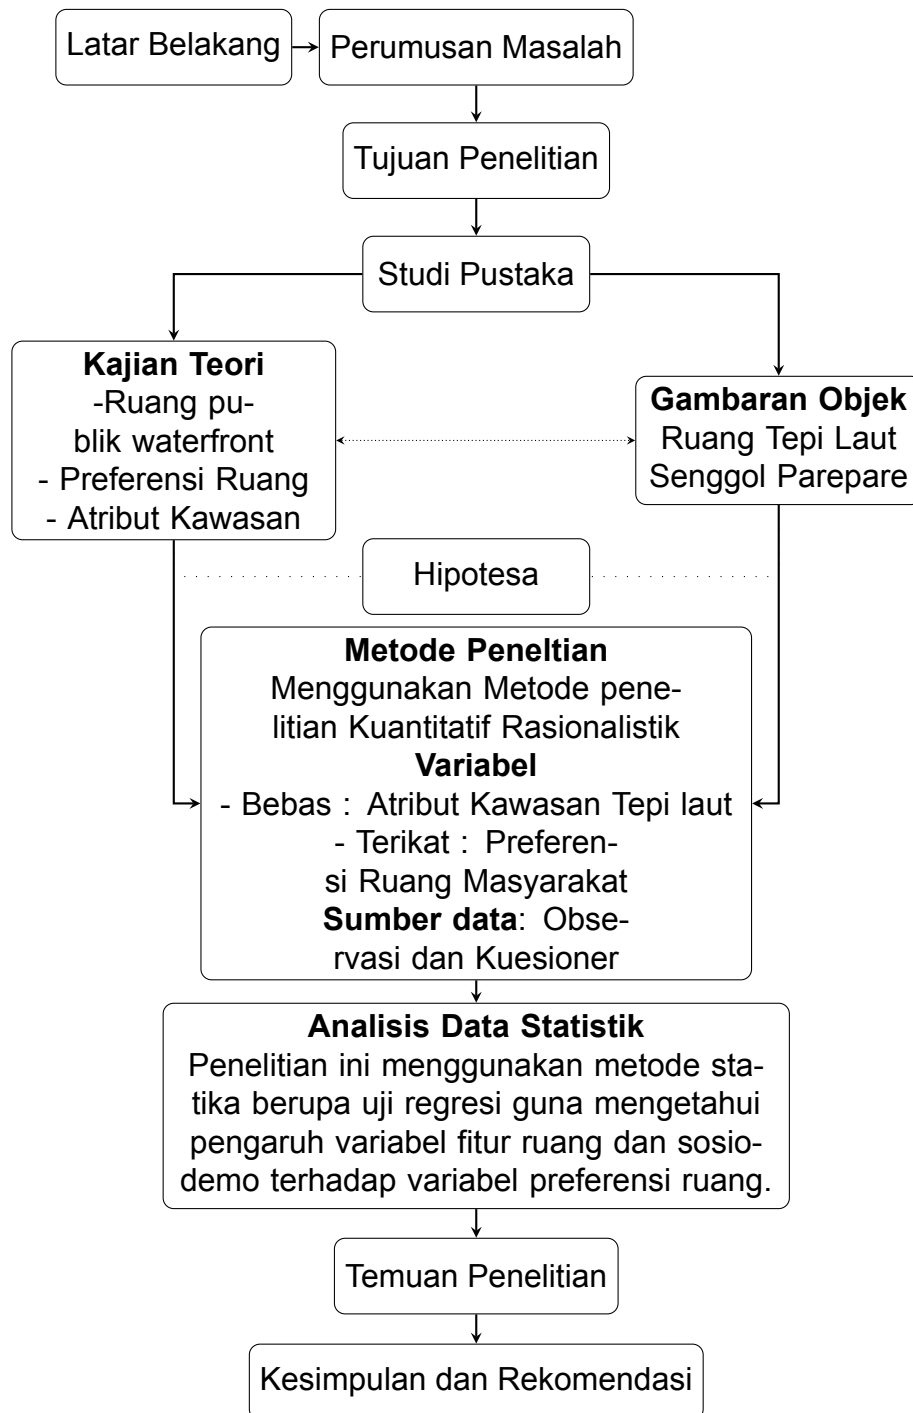 Latar Belakang
Perumusan Masalah
Tujuan Penelitian
Studi Pustaka
Kajian Teori
-Ruang pu-
blik waterfront
- Preferensi Ruang
- Atribut Kawasan
Gambaran Objek
Ruang Tepi Laut
Senggol Parepare
Hipotesa
Metode Peneltian
Menggunakan Metode pene-
litian Kuantitatif Rasionalistik
Variabel
- Bebas : Atribut Kawasan Tepi laut
- Terikat : Preferen-
si Ruang Masyarakat
Sumber data: Obse-
rvasi dan Kuesioner
Analisis Data Statistik
Penelitian ini menggunakan metode sta-
tika berupa uji regresi guna mengetahui
pengaruh variabel fitur ruang dan sosio-
demo terhadap variabel preferensi ruang.
Temuan Penelitian
Kesimpulan dan Rekomendasi